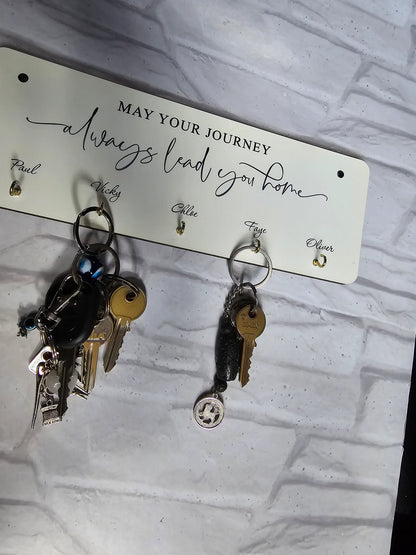 MAY YOUR JOURNEY
always lead you home
Paul
Vicky
Chloe
Faye
Oliver